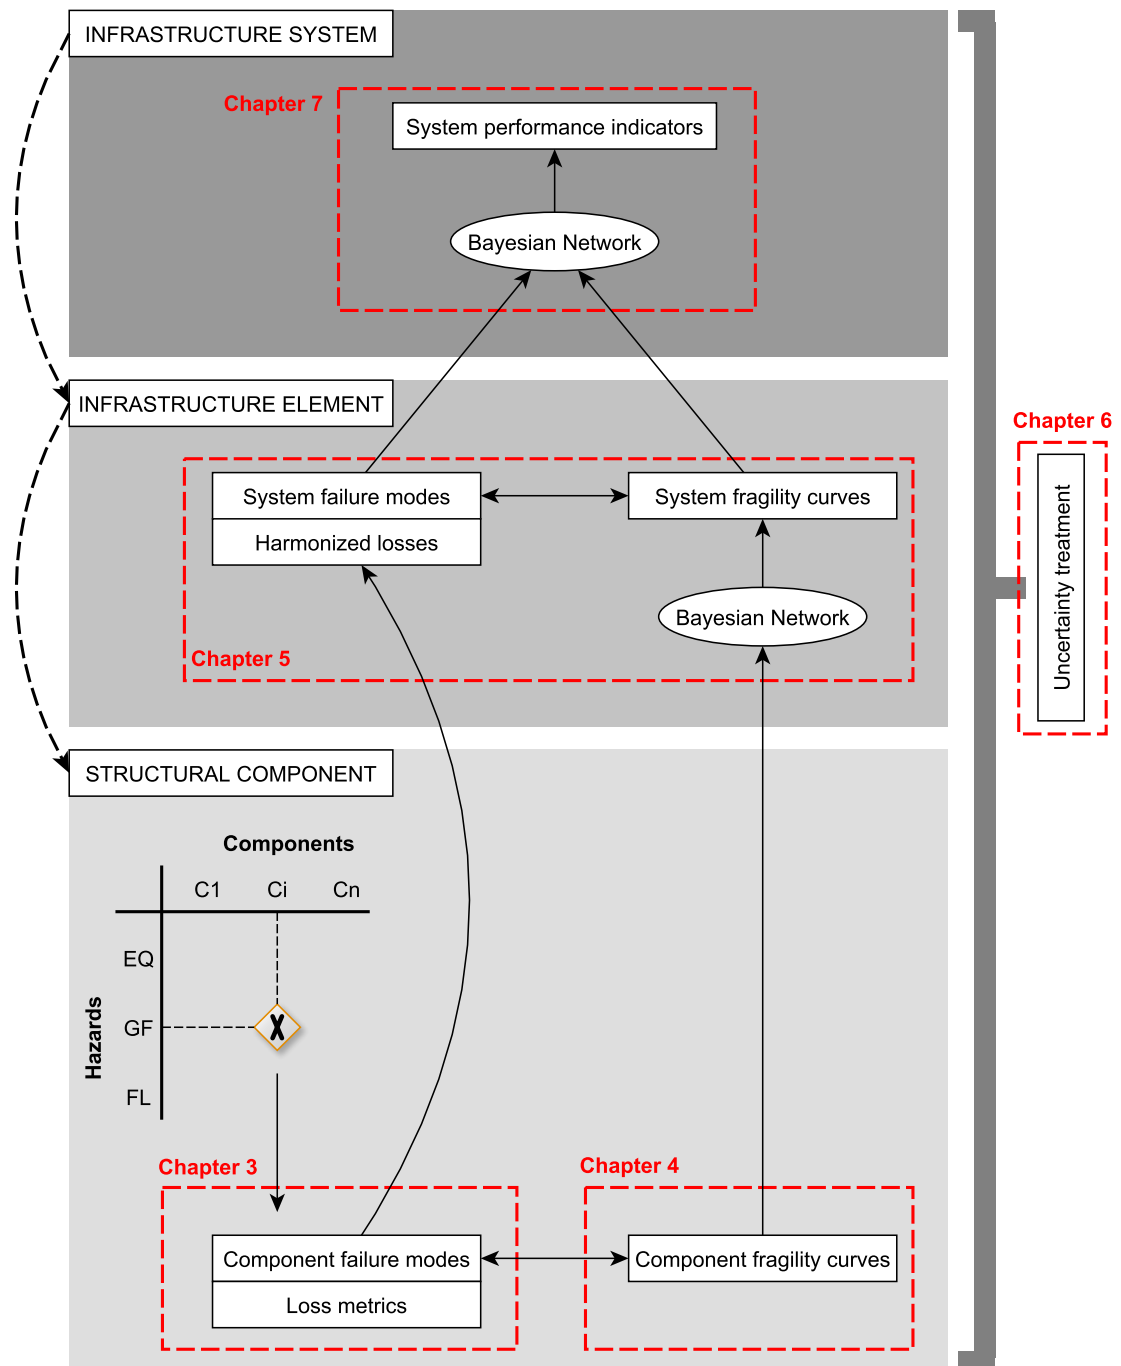 INFRASTRUCTURE SYSTEM
Chapter 7
System performance indicators
Bayesian Network
INFRASTRUCTURE ELEMENT
Chapter 6
System failure modes
System fragility curves
Harmonized losses
Uncertainty treatment
Bayesian Network
Chapter 5
STRUCTURAL COMPONENT
Components
C1 Ci Cn
EQ
Hazards
GF
X
FL
Chapter 3
Chapter 4
Component failure modes
Component fragility curves
Loss metrics